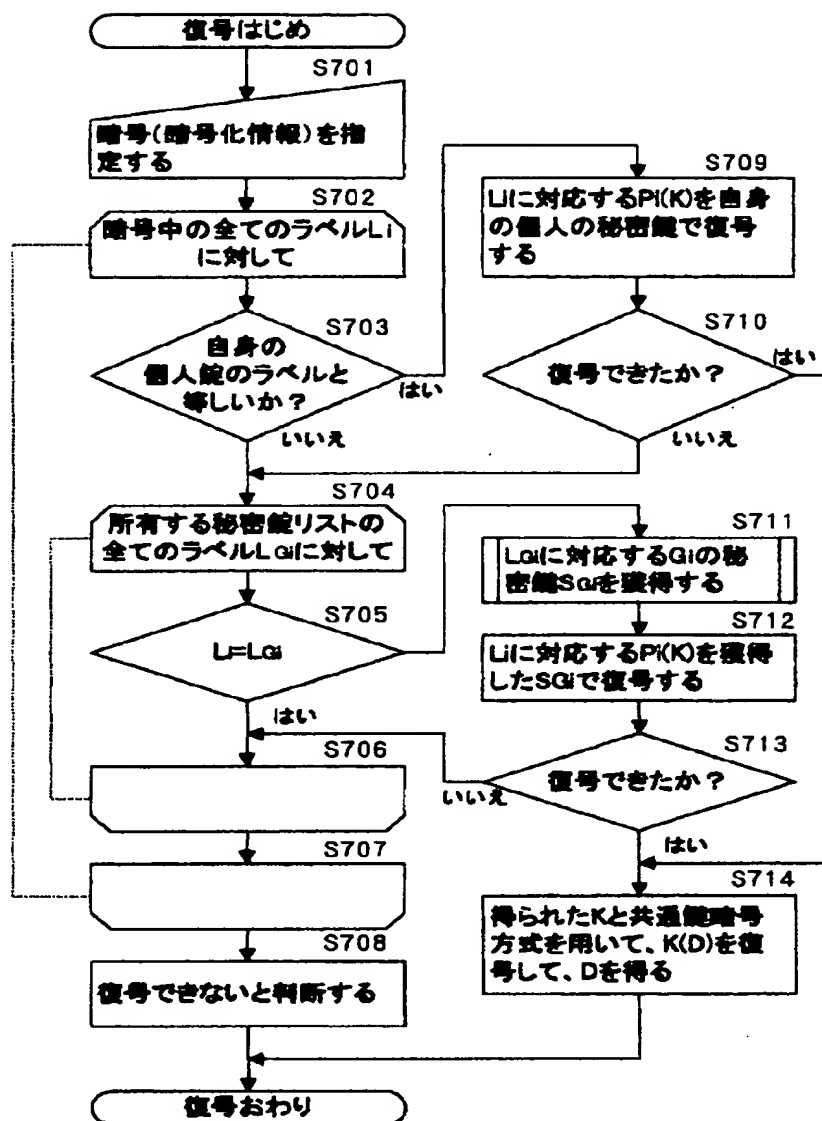 復号はじめ
S701
暗号(暗号化情報)を指
定する
S702
暗号中の全てのラベルLi
に対して
S703
自身の
個人錠のラベルと
等しいか？
はい
いいえ
S709
Liに対応するPi(K)を自身
の個人の秘密鍵で復号
する
S710
復号できたか？
はい
いいえ
S704
所有する秘密錠リストの
全てのラベルLGiに対して
S705
Li=LGi
はい
S711
LGiに対応するGiの秘
密鍵SGiを獲得する
S712
Liに対応するPi(K)を獲得
したSGiで復号する
S713
復号できたか？
いいえ
はい
S706
S707
S708
復号できないと判断する
S714
得られたKと共通鍵暗号
方式を用いて、K(D)を復
号して、Dを得る
復号おわり